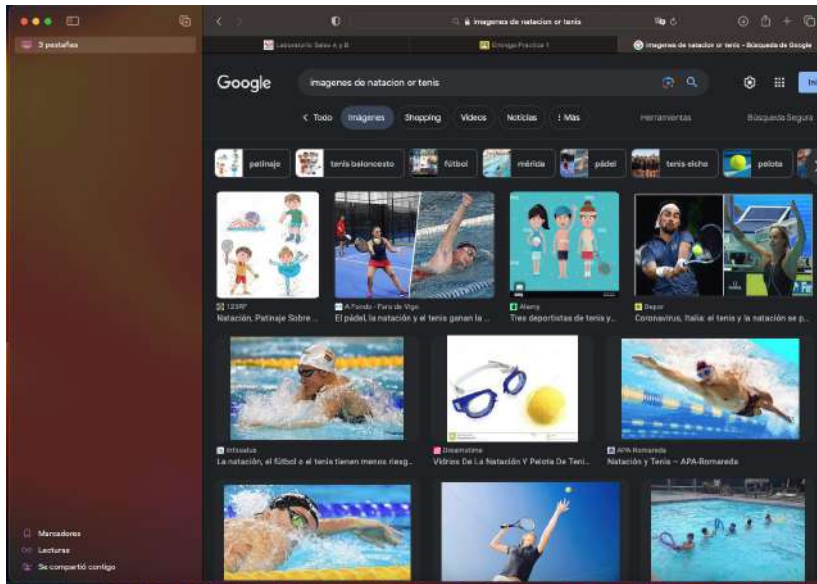 imagenes de natacion or tenis
3 pestañas
Laboratorio Salas A y B
Entrega Práctica 1
imagenes de natacion or tenis - Búsqueda de Google
Google
imagenes de natacion or tenis
Todo Imágenes Shopping Videos Noticias Más Herramientas Búsqueda Segura
patinaje tenis baloncesto fútbol mérida pádel tenis elche pelota
123RF
Natación, Patinaje Sobre ...
A Fondo - Faro de Vigo
El pádel, la natación y el tenis ganan la ...
Alamy
Tres deportistas de tenis y...
Depor
Coronavirus, Italia: el tenis y la natación se p...
Infosalus
La natación, el fútbol o el tenis tienen menos riesg...
Dreamstime
Vidrios De La Natación Y Pelota De Teni...
APA-Romareda
Natación y Tenis – APA-Romareda
Marcadores
Lecturas
Se compartió contigo